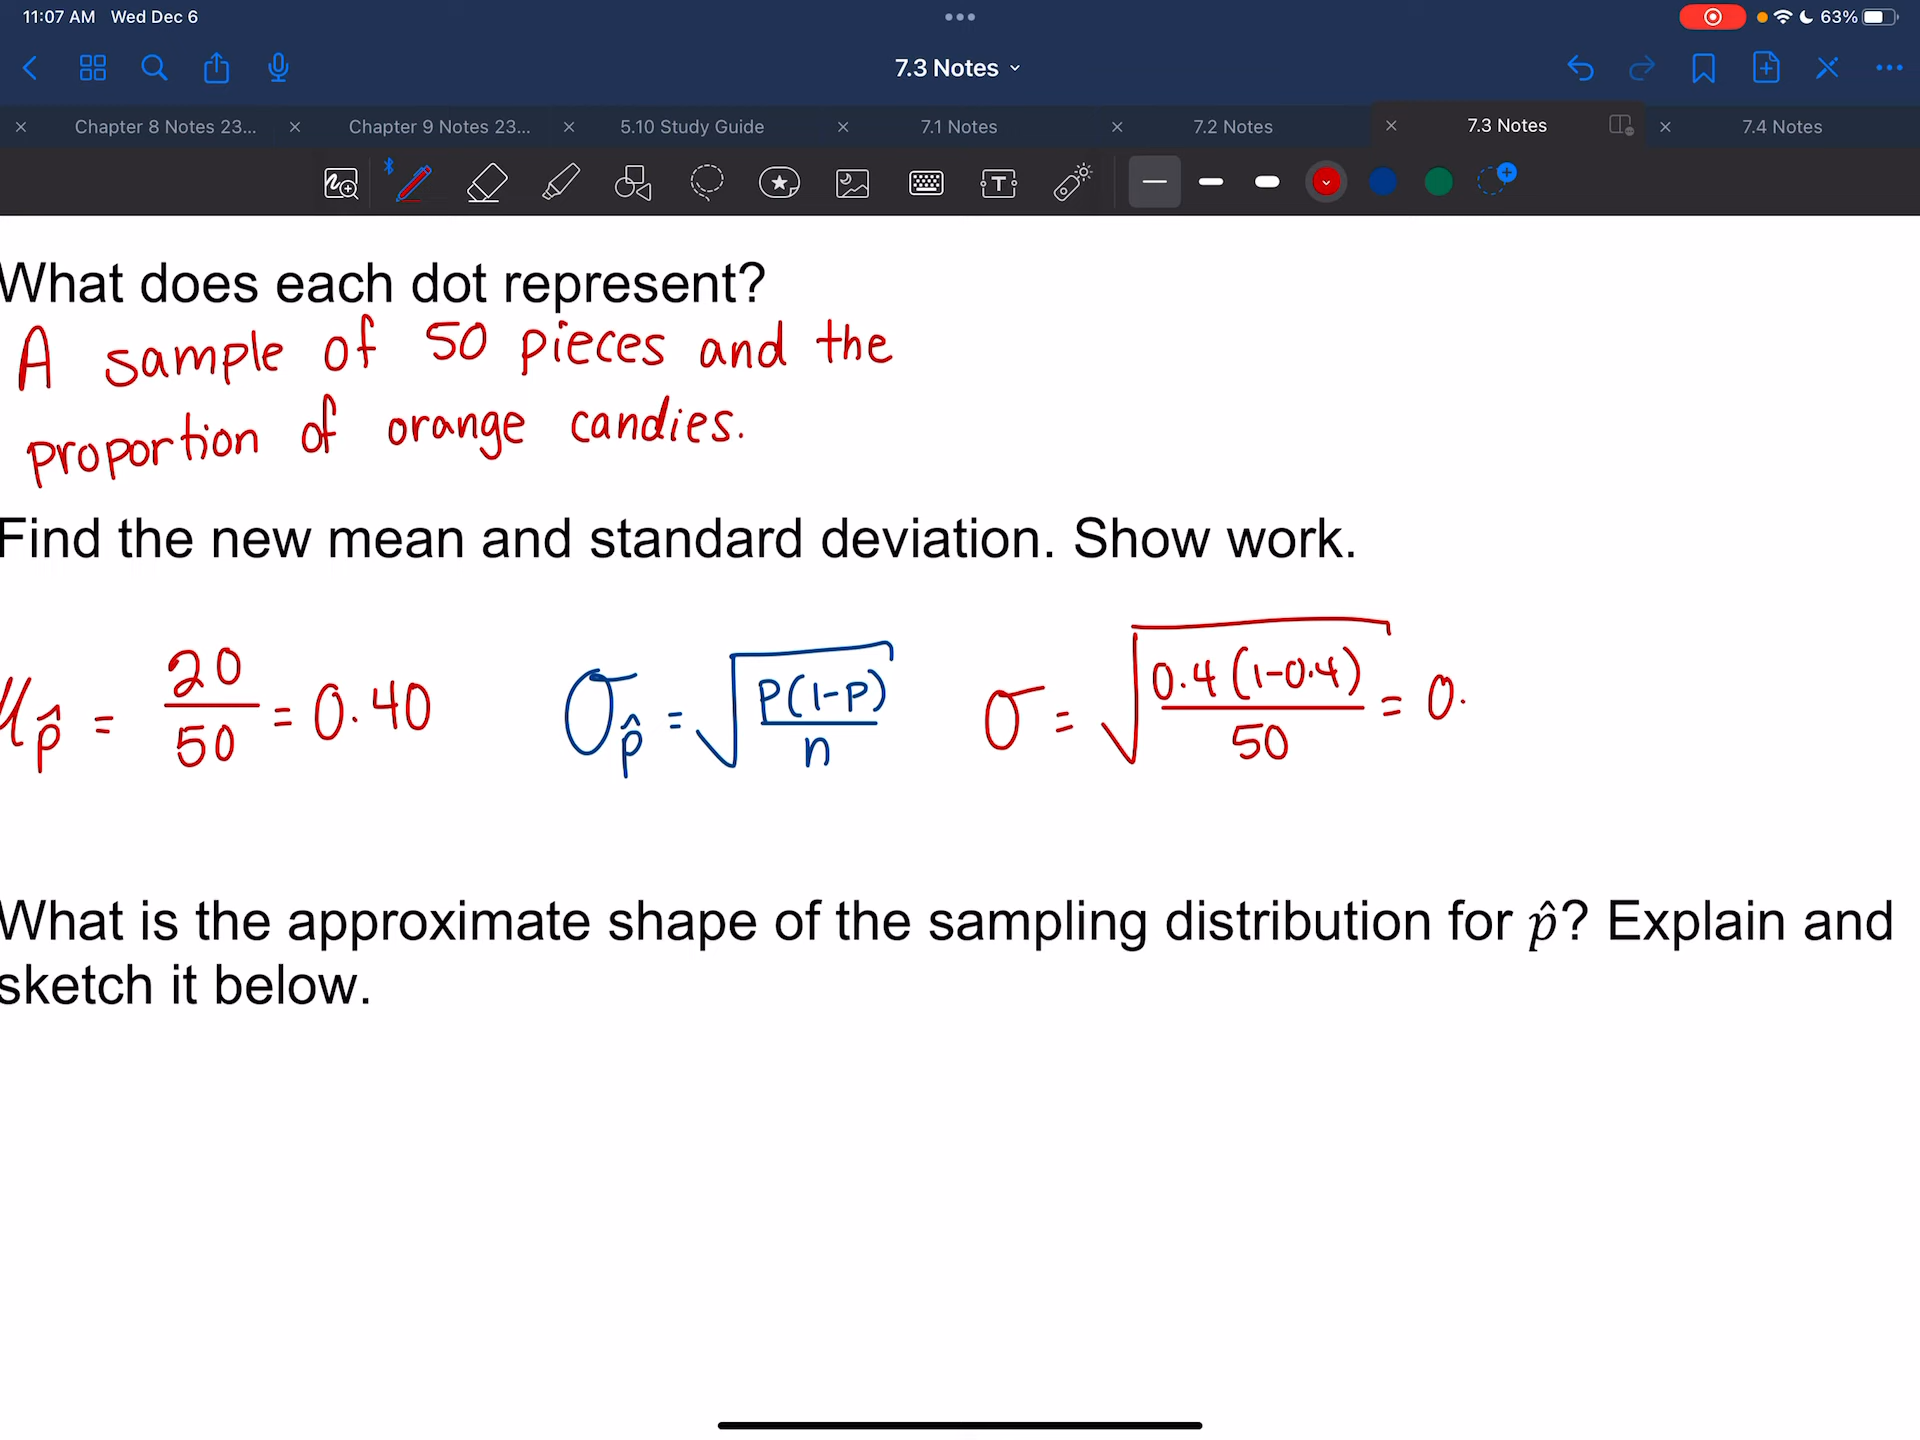 11:07 AM Wed Dec 6
63%
7.3 Notes
Chapter 8 Notes 23... Chapter 9 Notes 23... 5.10 Study Guide 7.1 Notes 7.2 Notes 7.3 Notes 7.4 Notes
What does each dot represent?
A sample of 50 pieces and the
proportion of orange candies.
Find the new mean and standard deviation. Show work.
μ_p̂ = 20/50 = 0.40 σ_p̂ = √(p(1-p)/n) σ = √(0.4(1-0.4)/50) = 0.
What is the approximate shape of the sampling distribution for p̂? Explain and
sketch it below.